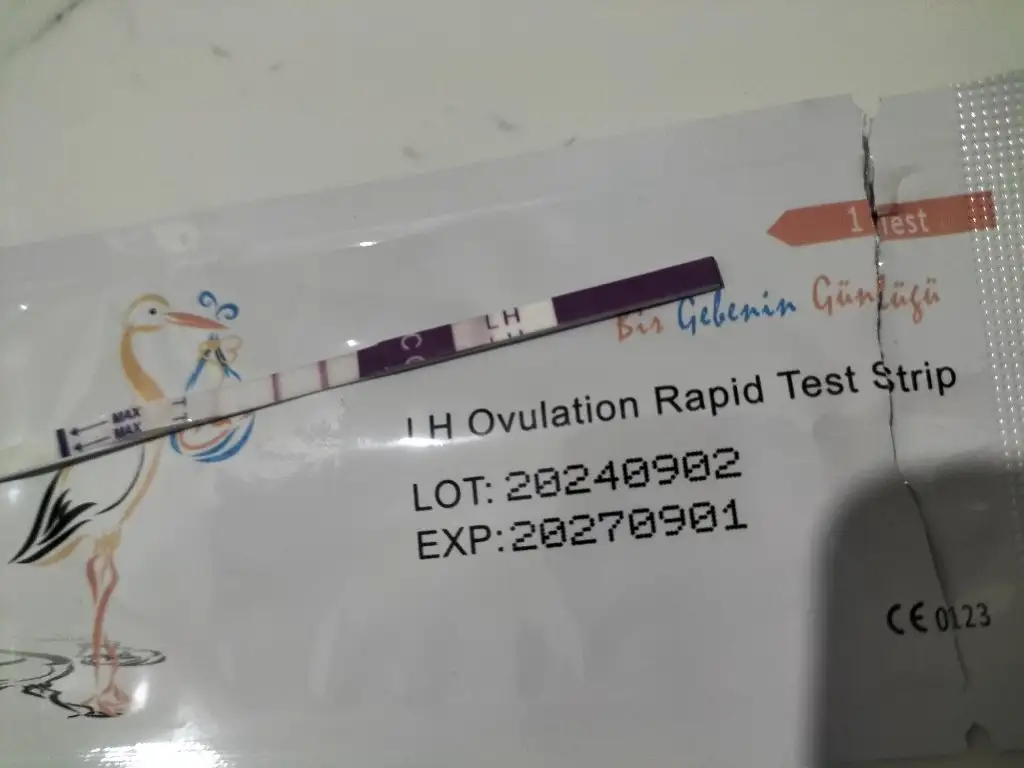 1 Test
LH
Bir Gebenin Günlüğü
MAX
MAX
LH Ovulation Rapid Test Strip
LOT: 20240902
EXP:20270901
CE 0123